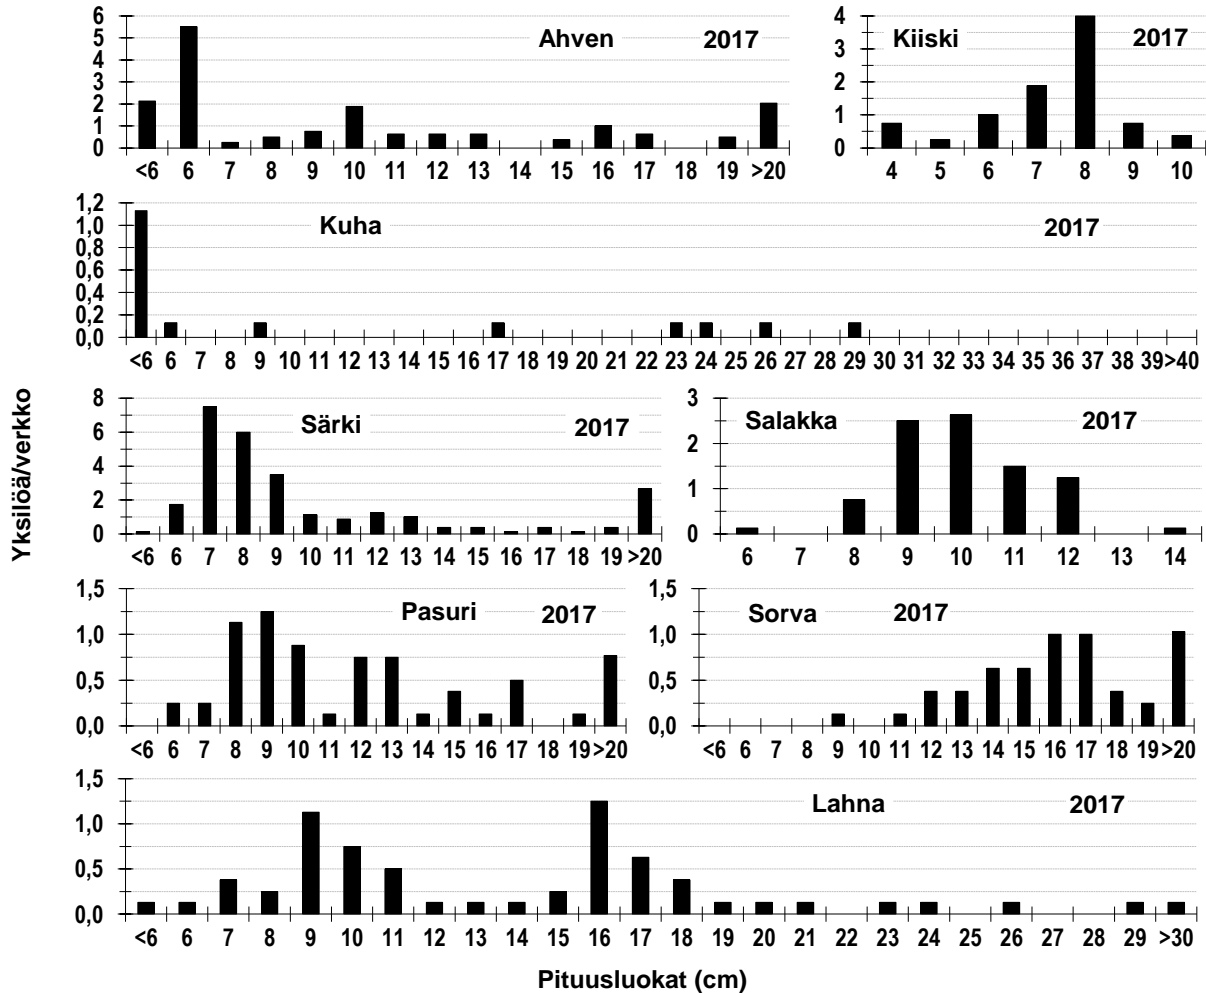 Yksilöä/verkko
Ahven 2017
6
5
4
3
2
1
0
<6 6 7 8 9 10 11 12 13 14 15 16 17 18 19 >20
Kiiski 2017
4
3
2
1
0
4 5 6 7 8 9 10
Kuha 2017
1,2
1,0
0,8
0,6
0,4
0,2
0,0
<6 6 7 8 9 10 11 12 13 14 15 16 17 18 19 20 21 22 23 24 25 26 27 28 29 30 31 32 33 34 35 36 37 38 39 >40
Särki 2017
8
6
4
2
0
<6 6 7 8 9 10 11 12 13 14 15 16 17 18 19 >20
Salakka 2017
3
2
1
0
6 7 8 9 10 11 12 13 14
Pasuri 2017
1,5
1,0
0,5
0,0
<6 6 7 8 9 10 11 12 13 14 15 16 17 18 19 >20
Sorva 2017
1,5
1,0
0,5
0,0
<6 6 7 8 9 10 11 12 13 14 15 16 17 18 19 >20
Lahna 2017
1,5
1,0
0,5
0,0
<6 6 7 8 9 10 11 12 13 14 15 16 17 18 19 20 21 22 23 24 25 26 27 28 29 >30
Pituusluokat (cm)